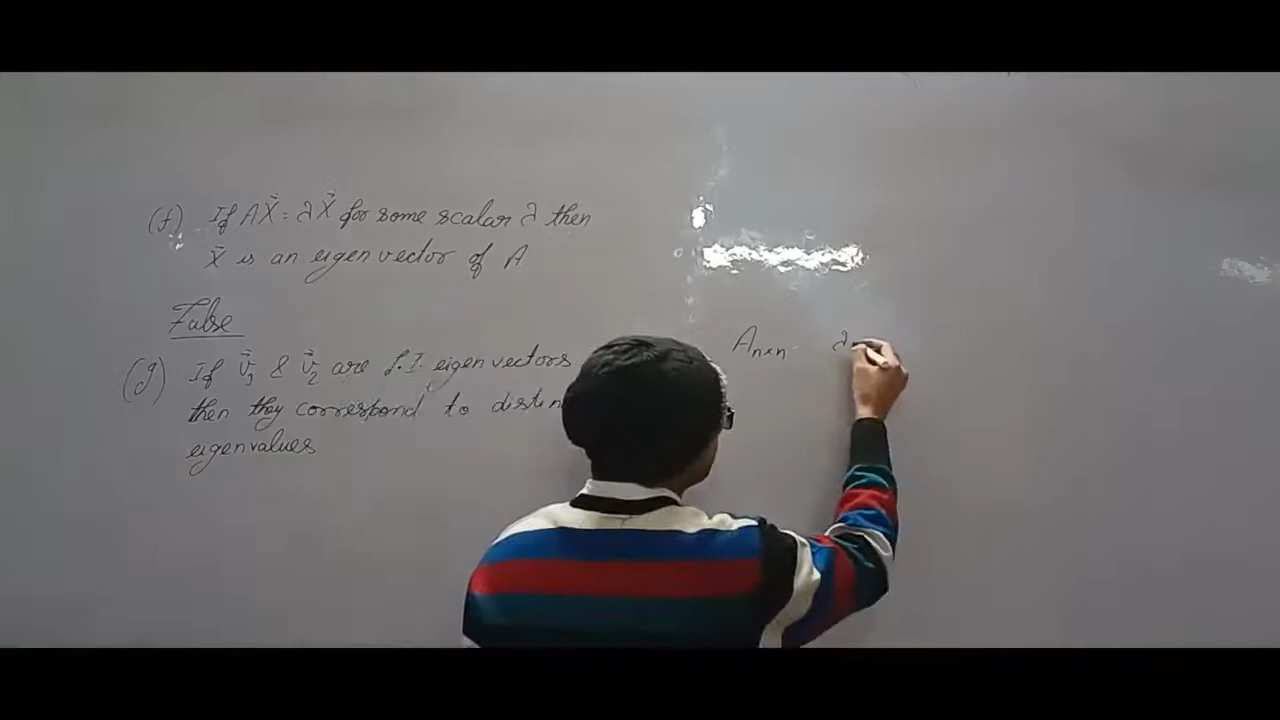 (f) If AX⃗ = λX⃗ for some scalar λ then
X⃗ is an eigen vector of A
False
(g) If v⃗₁ & v⃗₂ are L.I. eigen vectors
then they correspond to distin
eigenvalues
Aₙₓₙ λ